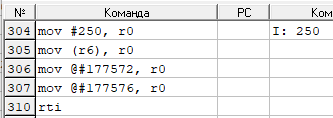 № Команда PC Ком
304 mov #250, r0 I: 250
305 mov (r6), r0
306 mov @#177572, r0
307 mov @#177576, r0
310 rti